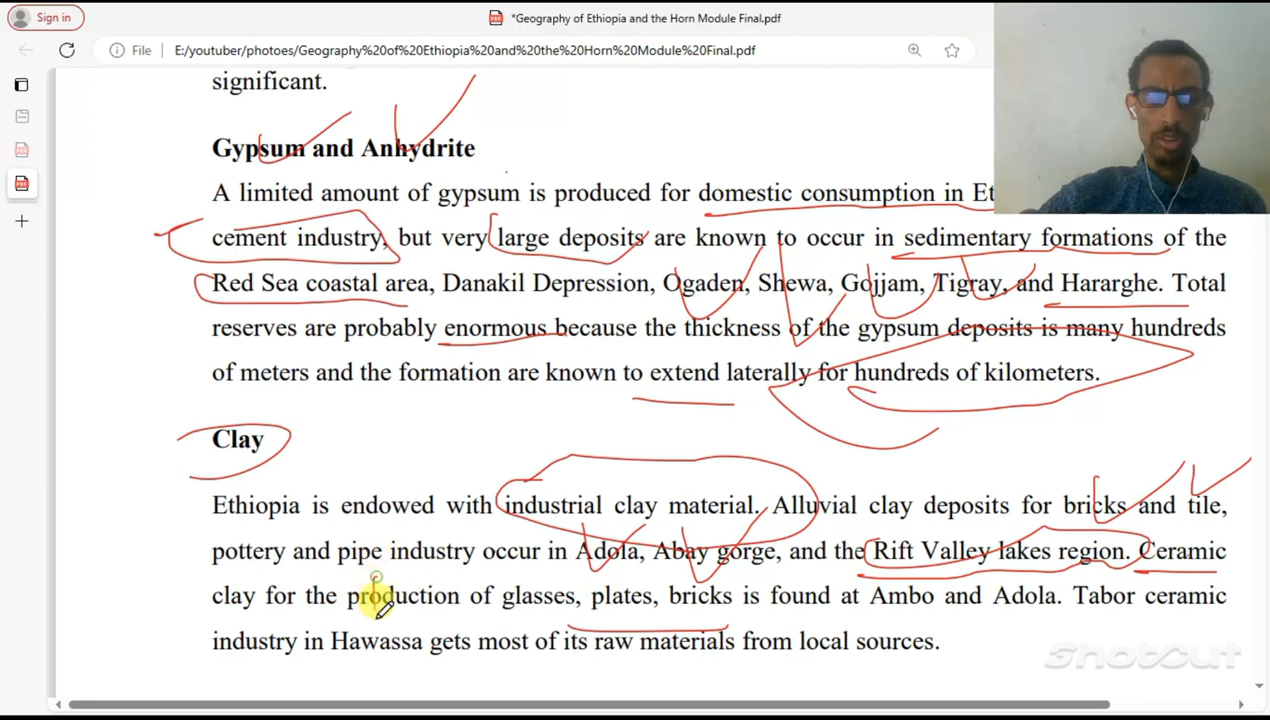 Sign in
*Geography of Ethiopia and the Horn Module Final.pdf
File
E:/youtuber/photoes/Geography%20of%20Ethiopia%20and%20the%20Horn%20Module%20Final.pdf
significant.
Gypsum and Anhydrite
A limited amount of gypsum is produced for domestic consumption in Et
cement industry, but very large deposits are known to occur in sedimentary formations of the
Red Sea coastal area, Danakil Depression, Ogaden, Shewa, Gojjam, Tigray, and Hararghe. Total
reserves are probably enormous because the thickness of the gypsum deposits is many hundreds
of meters and the formation are known to extend laterally for hundreds of kilometers.
Clay
Ethiopia is endowed with industrial clay material. Alluvial clay deposits for bricks and tile,
pottery and pipe industry occur in Adola, Abay gorge, and the Rift Valley lakes region. Ceramic
clay for the production of glasses, plates, bricks is found at Ambo and Adola. Tabor ceramic
industry in Hawassa gets most of its raw materials from local sources.
Shotcut